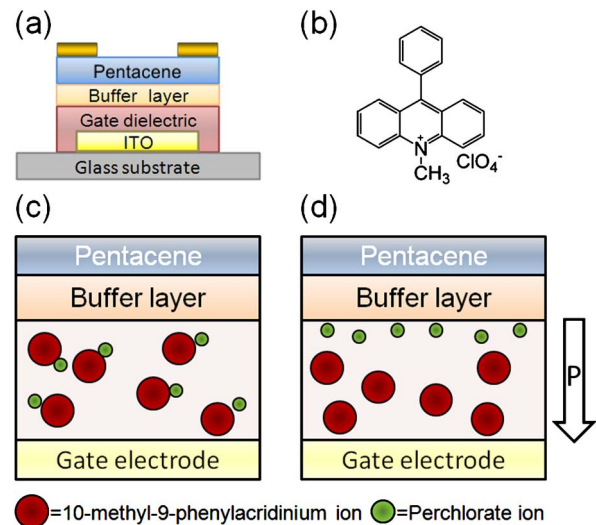 (a)
Pentacene
Buffer layer
Gate dielectric
ITO
Glass substrate
(b)
N+
CH3
ClO4-
(c)
Pentacene
Buffer layer
Gate electrode
(d)
Pentacene
Buffer layer
Gate electrode
P
=10-methyl-9-phenylacridinium ion =Perchlorate ion